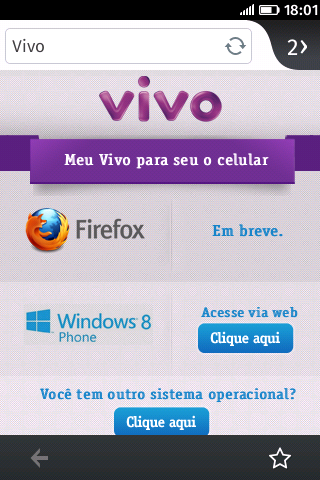 18:01
Vivo
2>
vivo
Meu Vivo para seu o celular
Firefox
Em breve.
Windows 8
Phone
Acesse via web
Clique aqui
Você tem outro sistema operacional?
Clique aqui